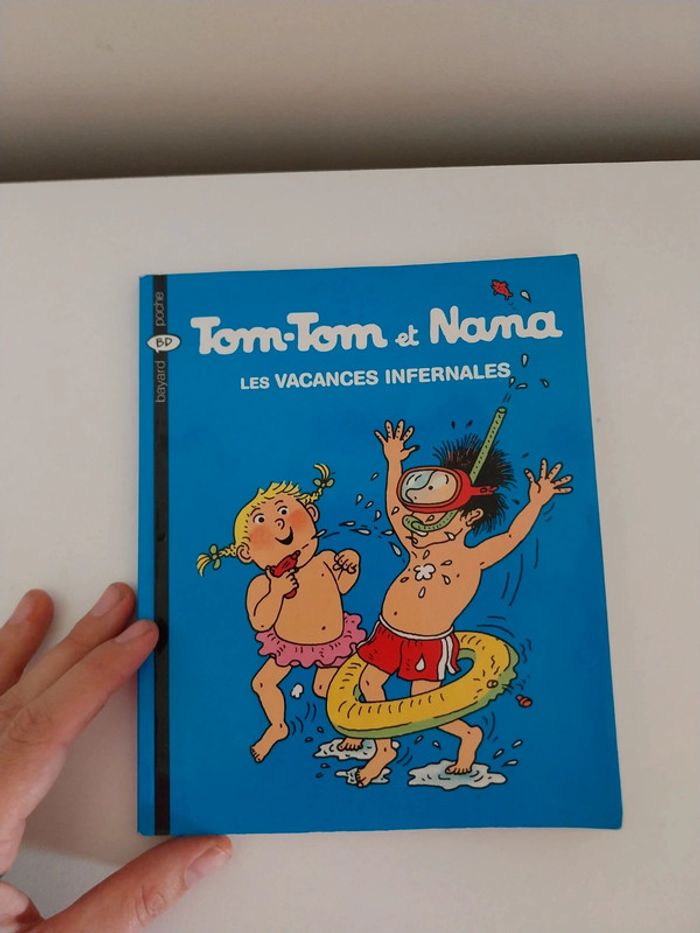 Tom-Tom et Nana
LES VACANCES INFERNALES
bayard poche
BD